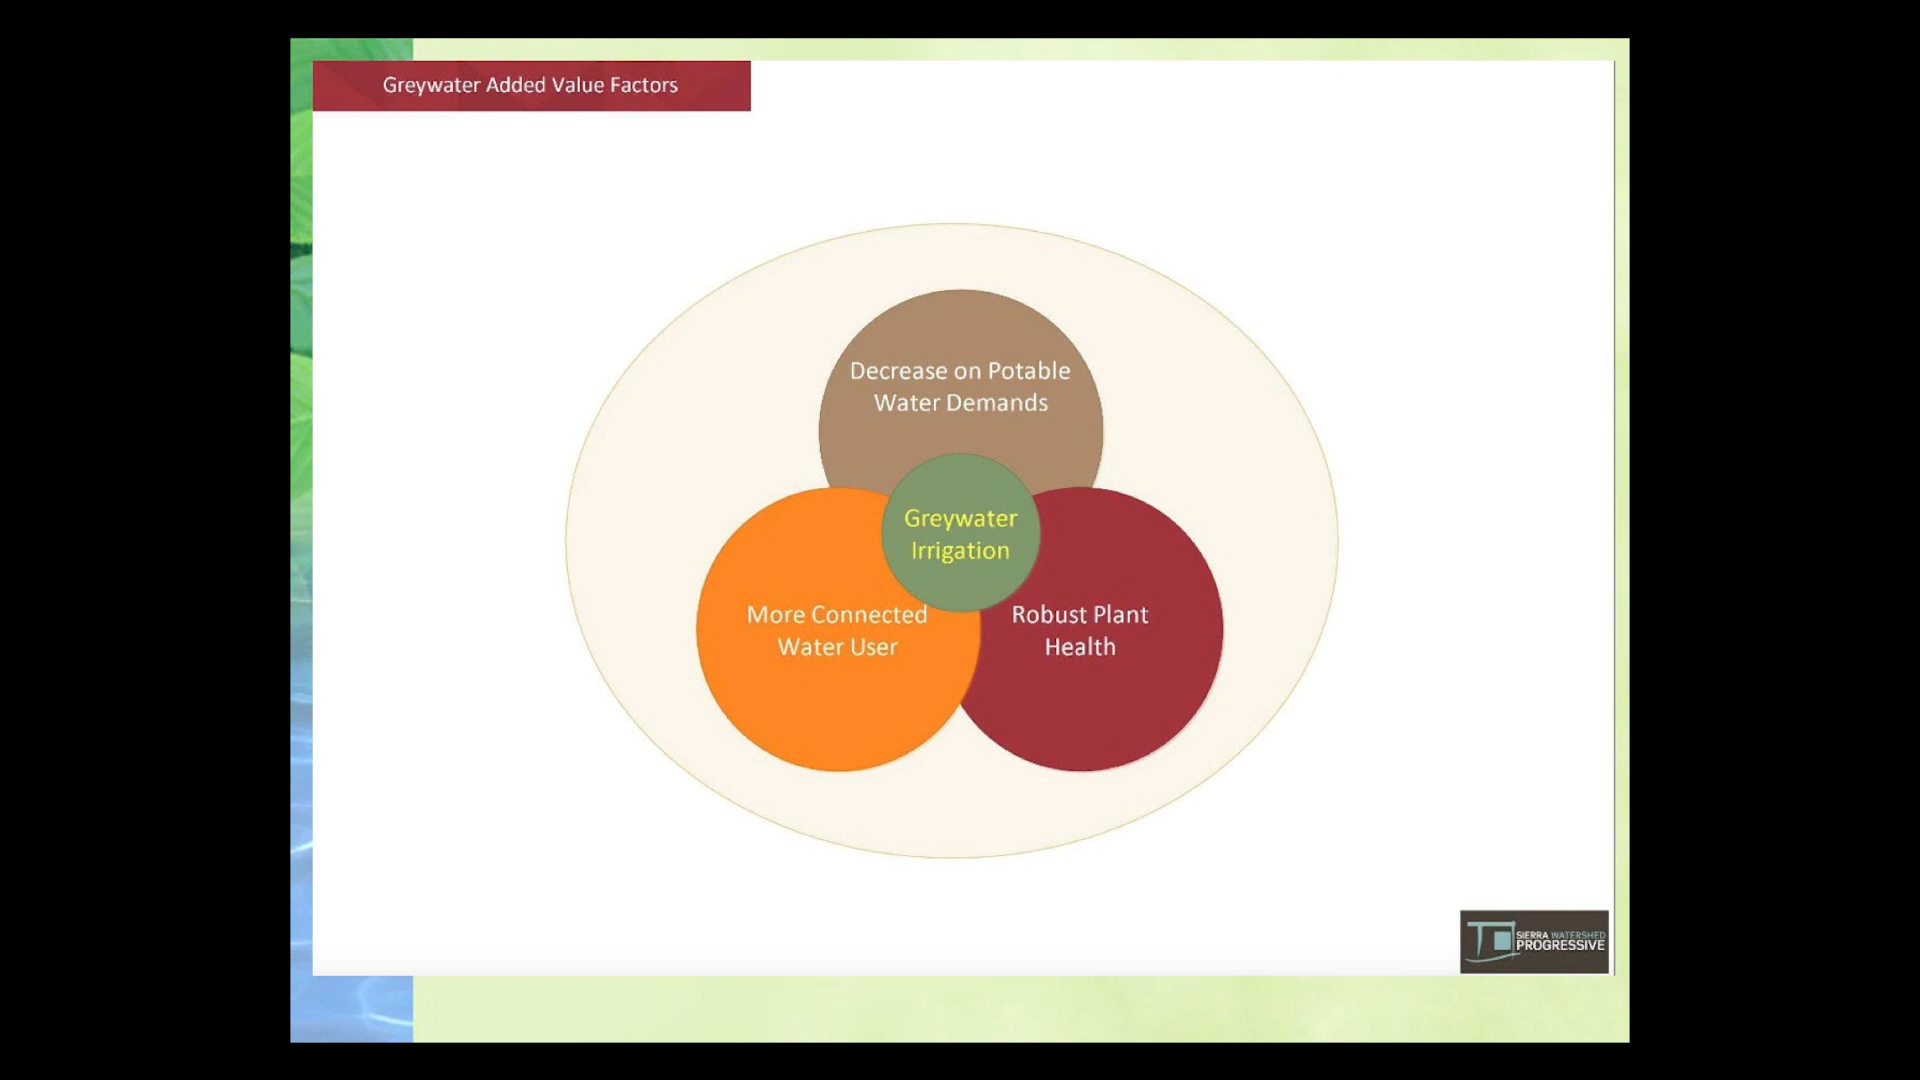 Greywater Added Value Factors
Decrease on Potable
Water Demands
Greywater
Irrigation
More Connected
Water User
Robust Plant
Health
SIERRA WATERSHED
PROGRESSIVE